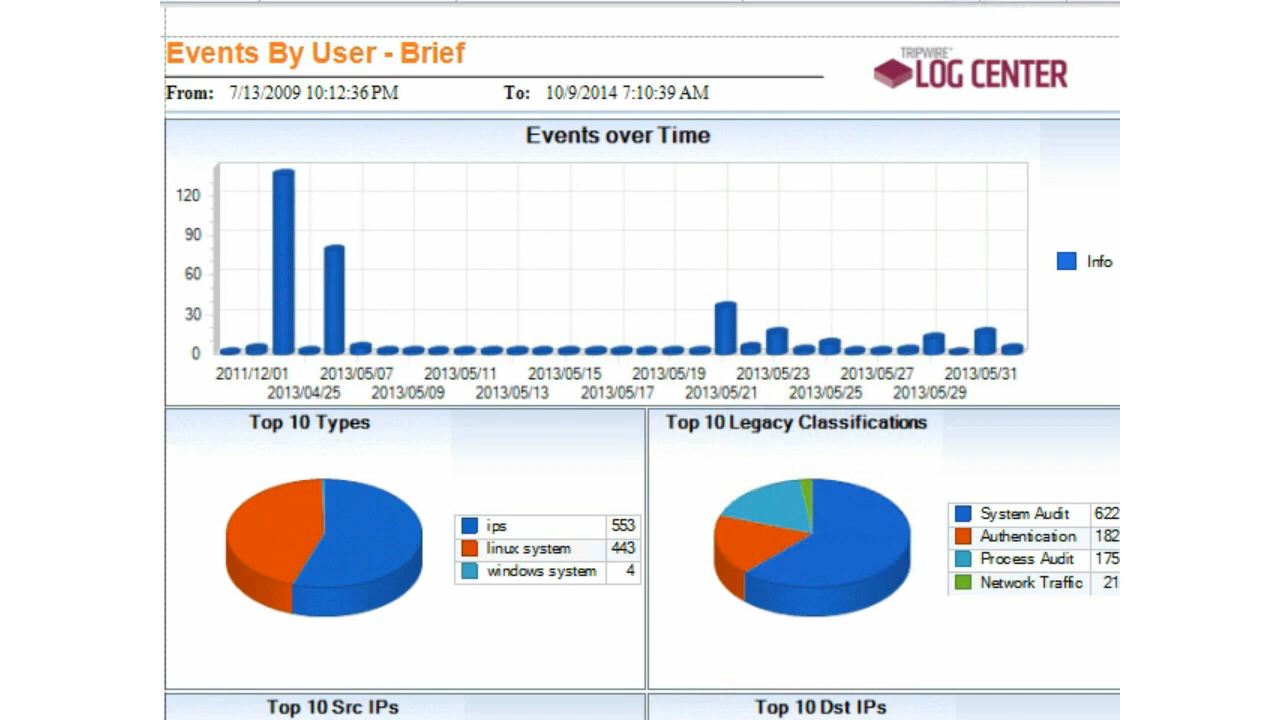 Events By User - Brief
TRIPWIRE
LOG CENTER
From: 7/13/2009 10:12:36 PM To: 10/9/2014 7:10:39 AM
Events over Time
120
90
60
30
0
Info
2011/12/01 2013/05/07 2013/05/11 2013/05/15 2013/05/19 2013/05/23 2013/05/27 2013/05/31
2013/04/25 2013/05/09 2013/05/13 2013/05/17 2013/05/21 2013/05/25 2013/05/29
Top 10 Types
ips 553
linux system 443
windows system 4
Top 10 Legacy Classifications
System Audit 622
Authentication 182
Process Audit 175
Network Traffic 21
Top 10 Src IPs
Top 10 Dst IPs